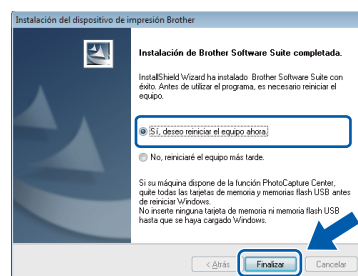 Instalación del dispositivo de impresión Brother
Instalación de Brother Software Suite completada.
InstallShield Wizard ha instalado Brother Software Suite con
éxito. Antes de utilizar el programa, es necesario reiniciar el
equipo.
Sí, deseo reiniciar el equipo ahora.
No, reiniciaré el equipo más tarde.
Si su máquina dispone de la función PhotoCapture Center,
quite todas las tarjetas de memoria y memorias flash USB antes
de reiniciar Windows.
No inserte ninguna tarjeta de memoria ni memoria flash USB
hasta que se haya cargado Windows.
< Atrás
Finalizar
Cancelar